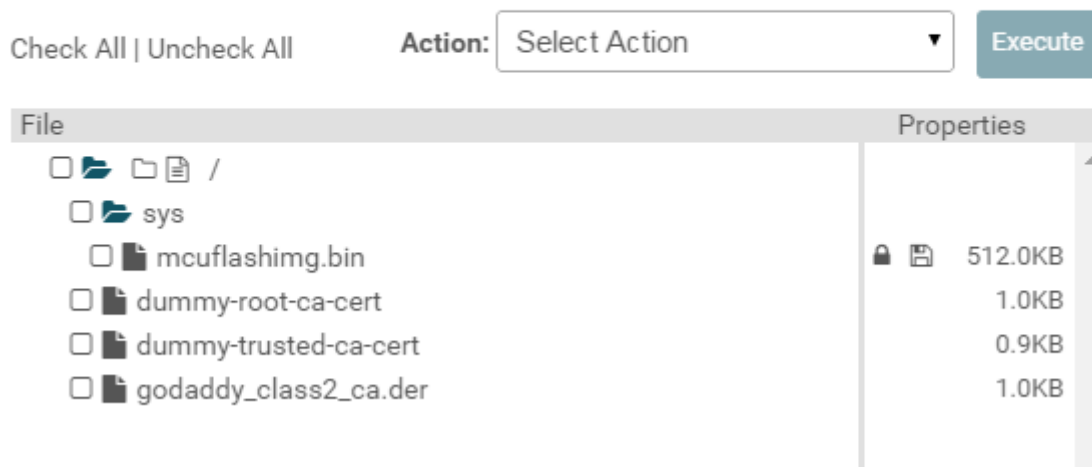 Check All | Uncheck All Action: Select Action Execute
File Properties
/
sys
mcuflashimg.bin 512.0KB
dummy-root-ca-cert 1.0KB
dummy-trusted-ca-cert 0.9KB
godaddy_class2_ca.der 1.0KB